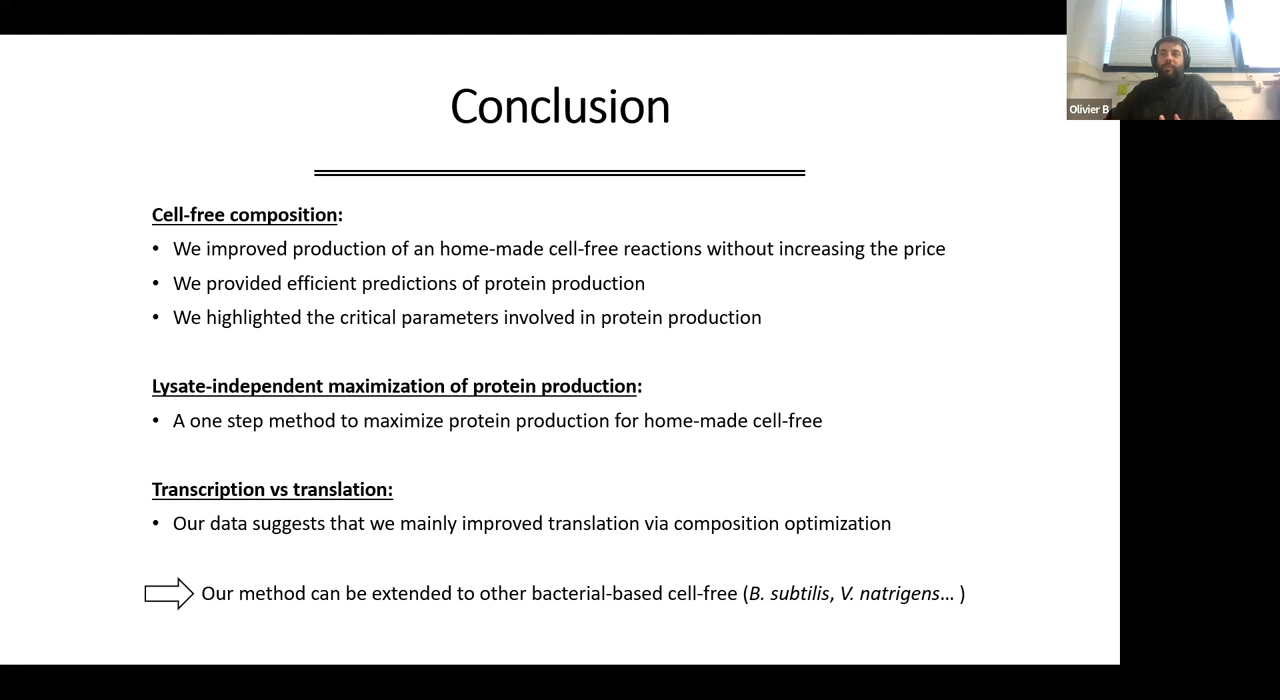 Conclusion
Olivier B
Cell-free composition:
• We improved production of an home-made cell-free reactions without increasing the price
• We provided efficient predictions of protein production
• We highlighted the critical parameters involved in protein production
Lysate-independent maximization of protein production:
• A one step method to maximize protein production for home-made cell-free
Transcription vs translation:
• Our data suggests that we mainly improved translation via composition optimization
Our method can be extended to other bacterial-based cell-free (B. subtilis, V. natrigens... )